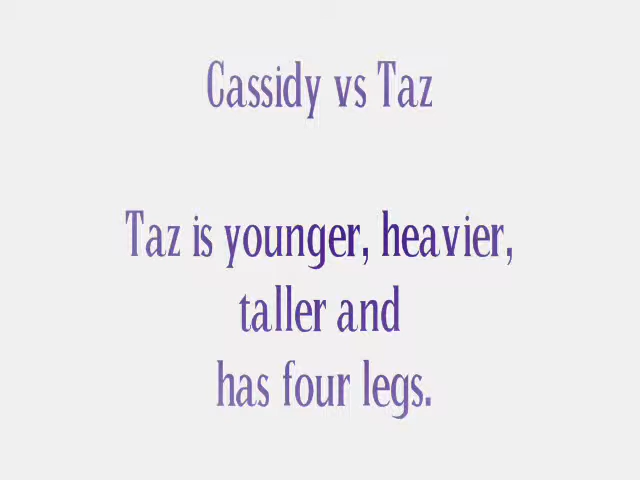 Cassidy vs Taz
Taz is younger, heavier,
taller and
has four legs.